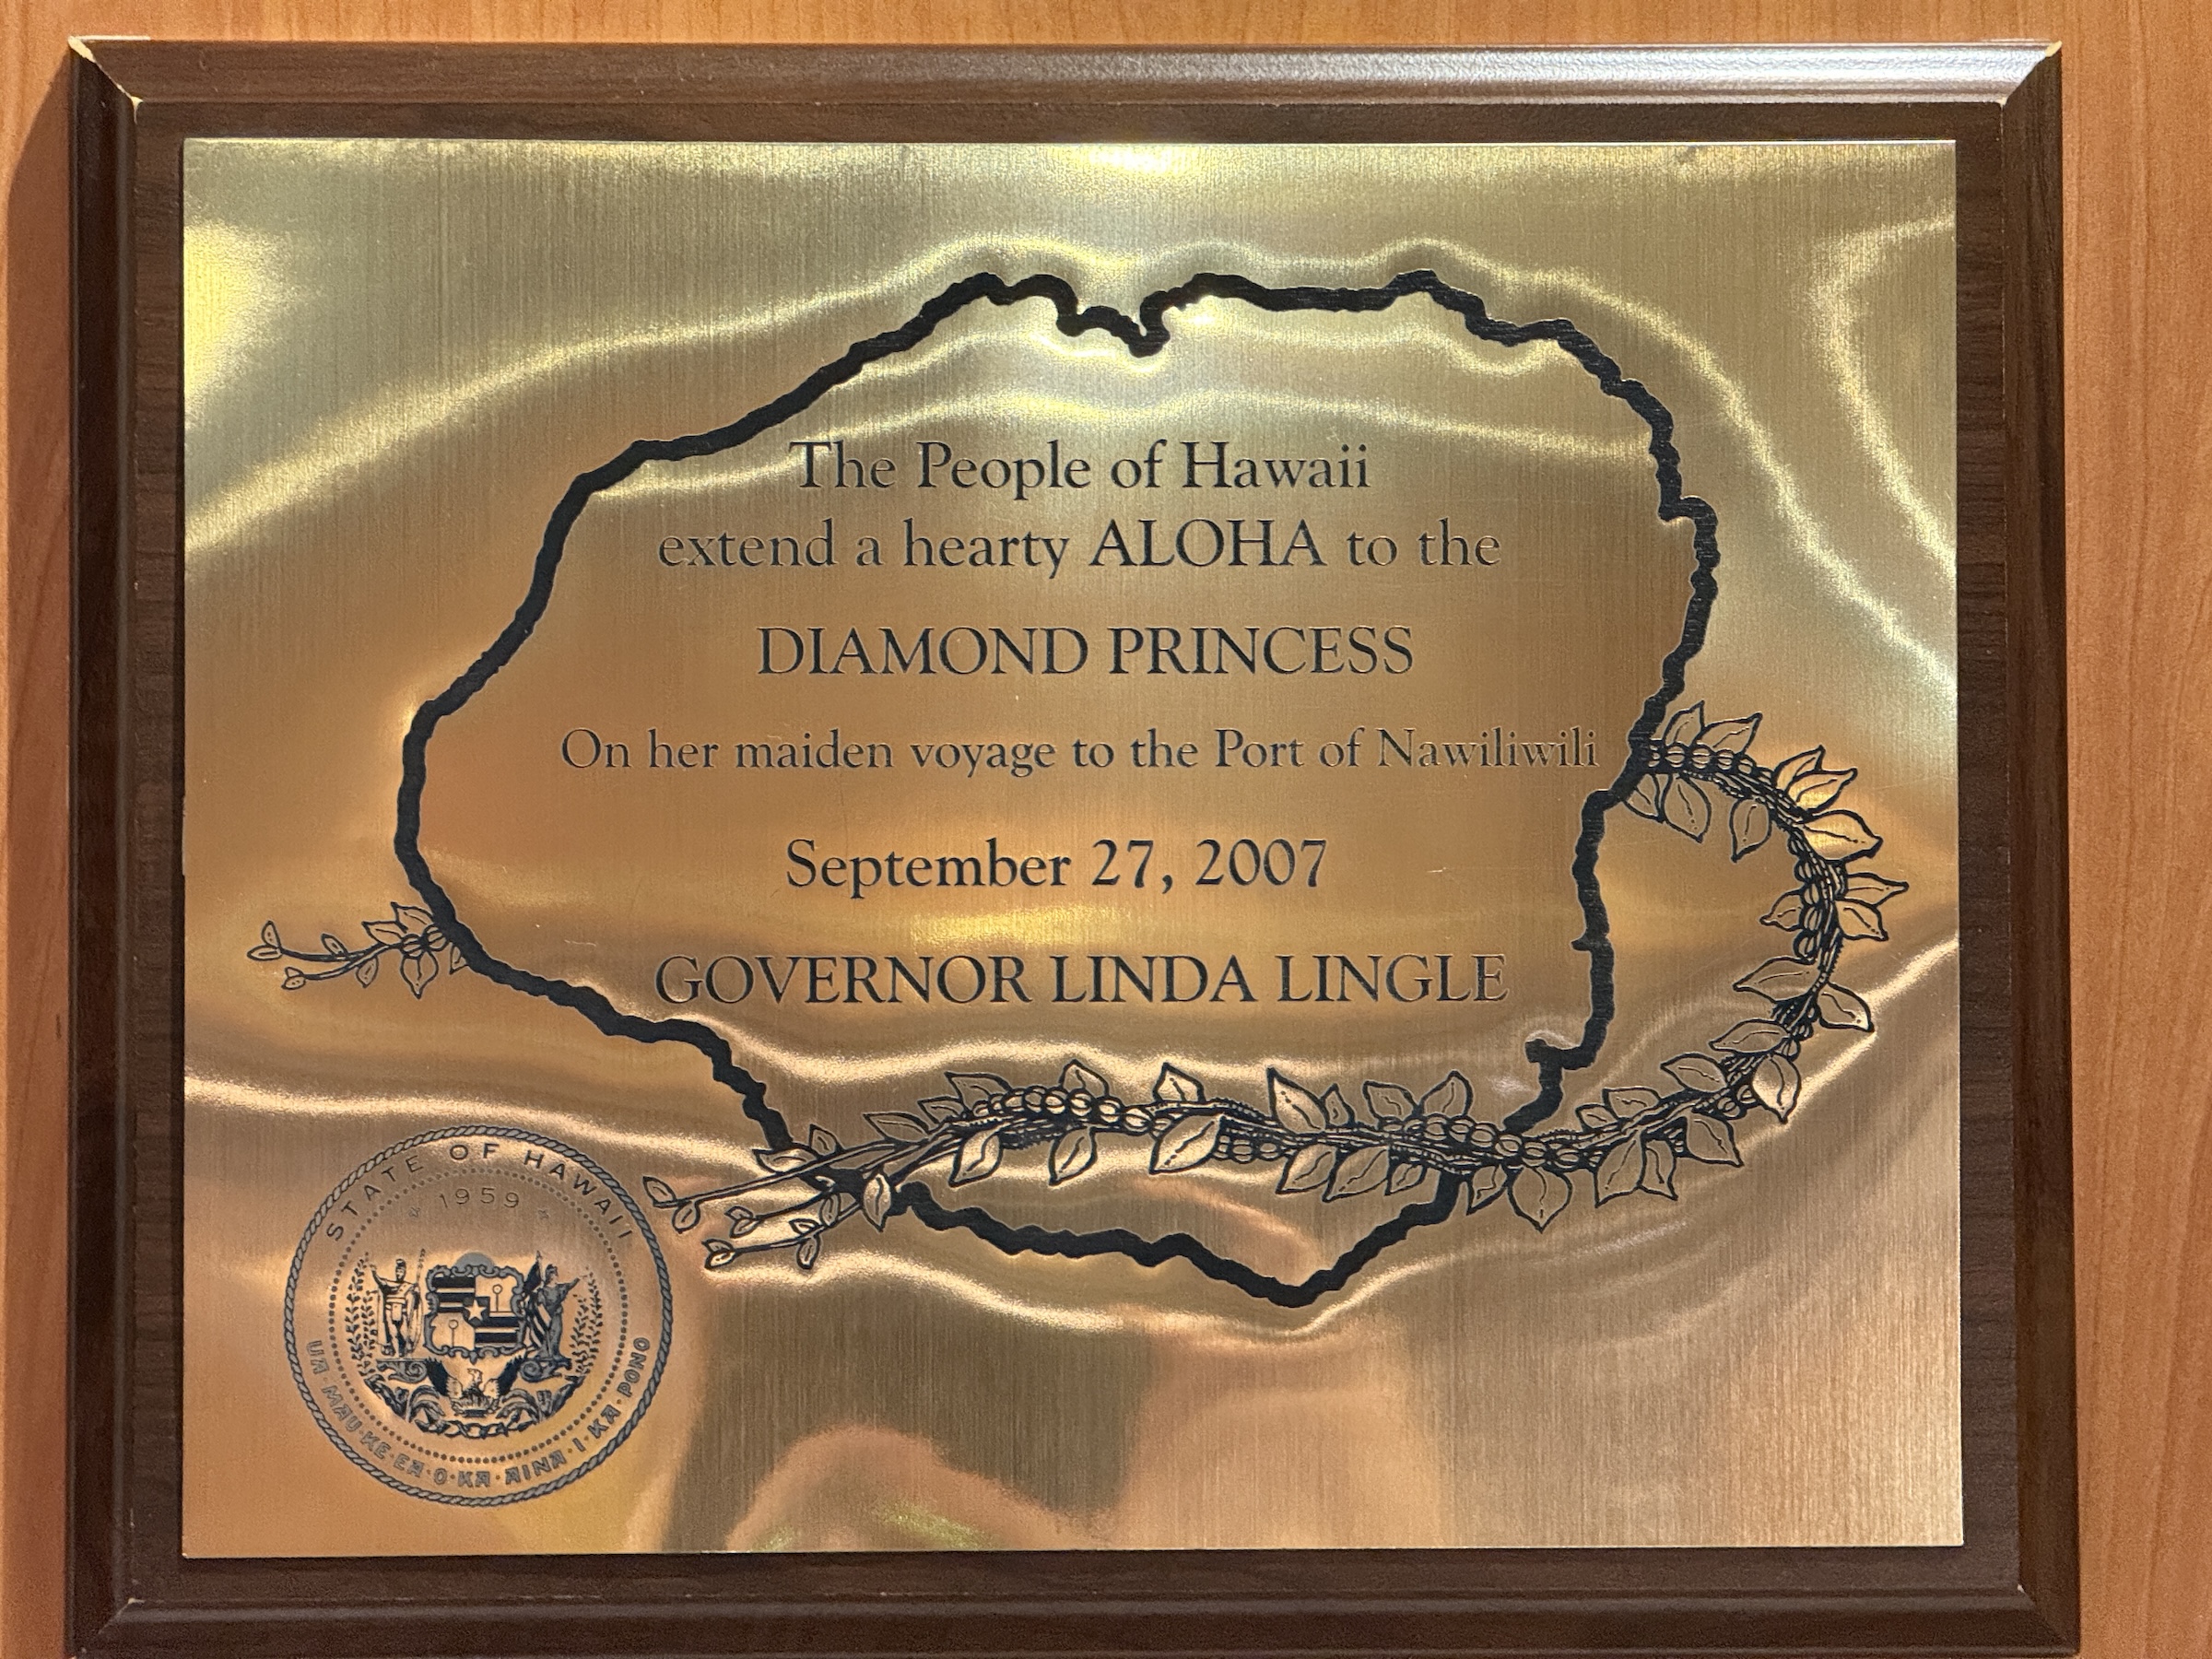 The People of Hawaii
extend a hearty ALOHA to the
DIAMOND PRINCESS
On her maiden voyage to the Port of Nawiliwili
September 27, 2007
GOVERNOR LINDA LINGLE
STATE OF HAWAII
1959
UA·MAU·KE·EA·O·KA·AINA·I·KA·PONO